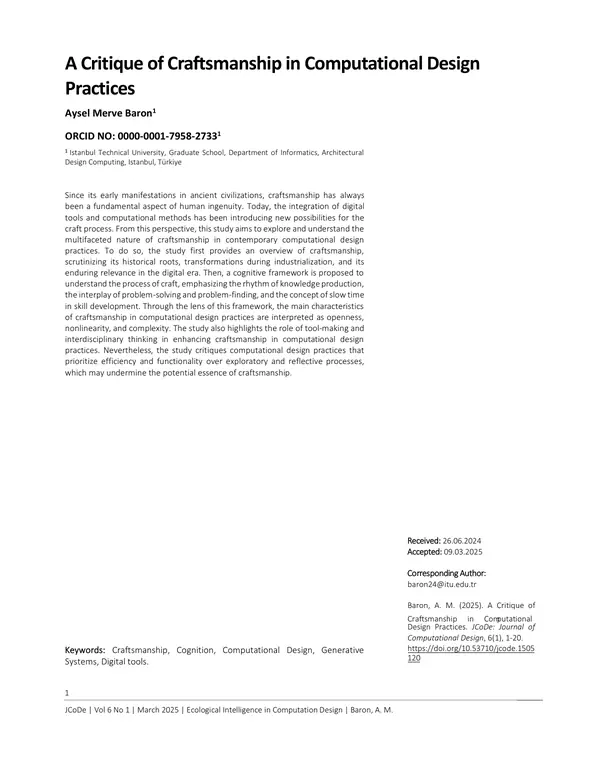 A Critique of Craftsmanship in Computational Design
Practices
Aysel Merve Baron¹
ORCID NO: 0000-0001-7958-2733¹
¹ Istanbul Technical University, Graduate School, Department of Informatics, Architectural
Design Computing, Istanbul, Türkiye
Since its early manifestations in ancient civilizations, craftsmanship has always
been a fundamental aspect of human ingenuity. Today, the integration of digital
tools and computational methods has been introducing new possibilities for the
craft process. From this perspective, this study aims to explore and understand the
multifaceted nature of craftsmanship in contemporary computational design
practices. To do so, the study first provides an overview of craftsmanship,
scrutinizing its historical roots, transformations during industrialization, and its
enduring relevance in the digital era. Then, a cognitive framework is proposed to
understand the process of craft, emphasizing the rhythm of knowledge production,
the interplay of problem-solving and problem-finding, and the concept of slow time
in skill development. Through the lens of this framework, the main characteristics
of craftsmanship in computational design practices are interpreted as openness,
nonlinearity, and complexity. The study also highlights the role of tool-making and
interdisciplinary thinking in enhancing craftsmanship in computational design
practices. Nevertheless, the study critiques computational design practices that
prioritize efficiency and functionality over exploratory and reflective processes,
which may undermine the potential essence of craftsmanship.
Received: 26.06.2024
Accepted: 09.03.2025
Corresponding Author:
baron24@itu.edu.tr
Baron, A. M. (2025). A Critique of
Craftsmanship in Computational
Design Practices. JCoDe: Journal of
Computational Design, 6(1), 1-20.
https://doi.org/10.53710/jcode.1505
120
Keywords: Craftsmanship, Cognition, Computational Design, Generative
Systems, Digital tools.
1
JCoDe | Vol 6 No 1 | March 2025 | Ecological Intelligence in Computation Design | Baron, A. M.